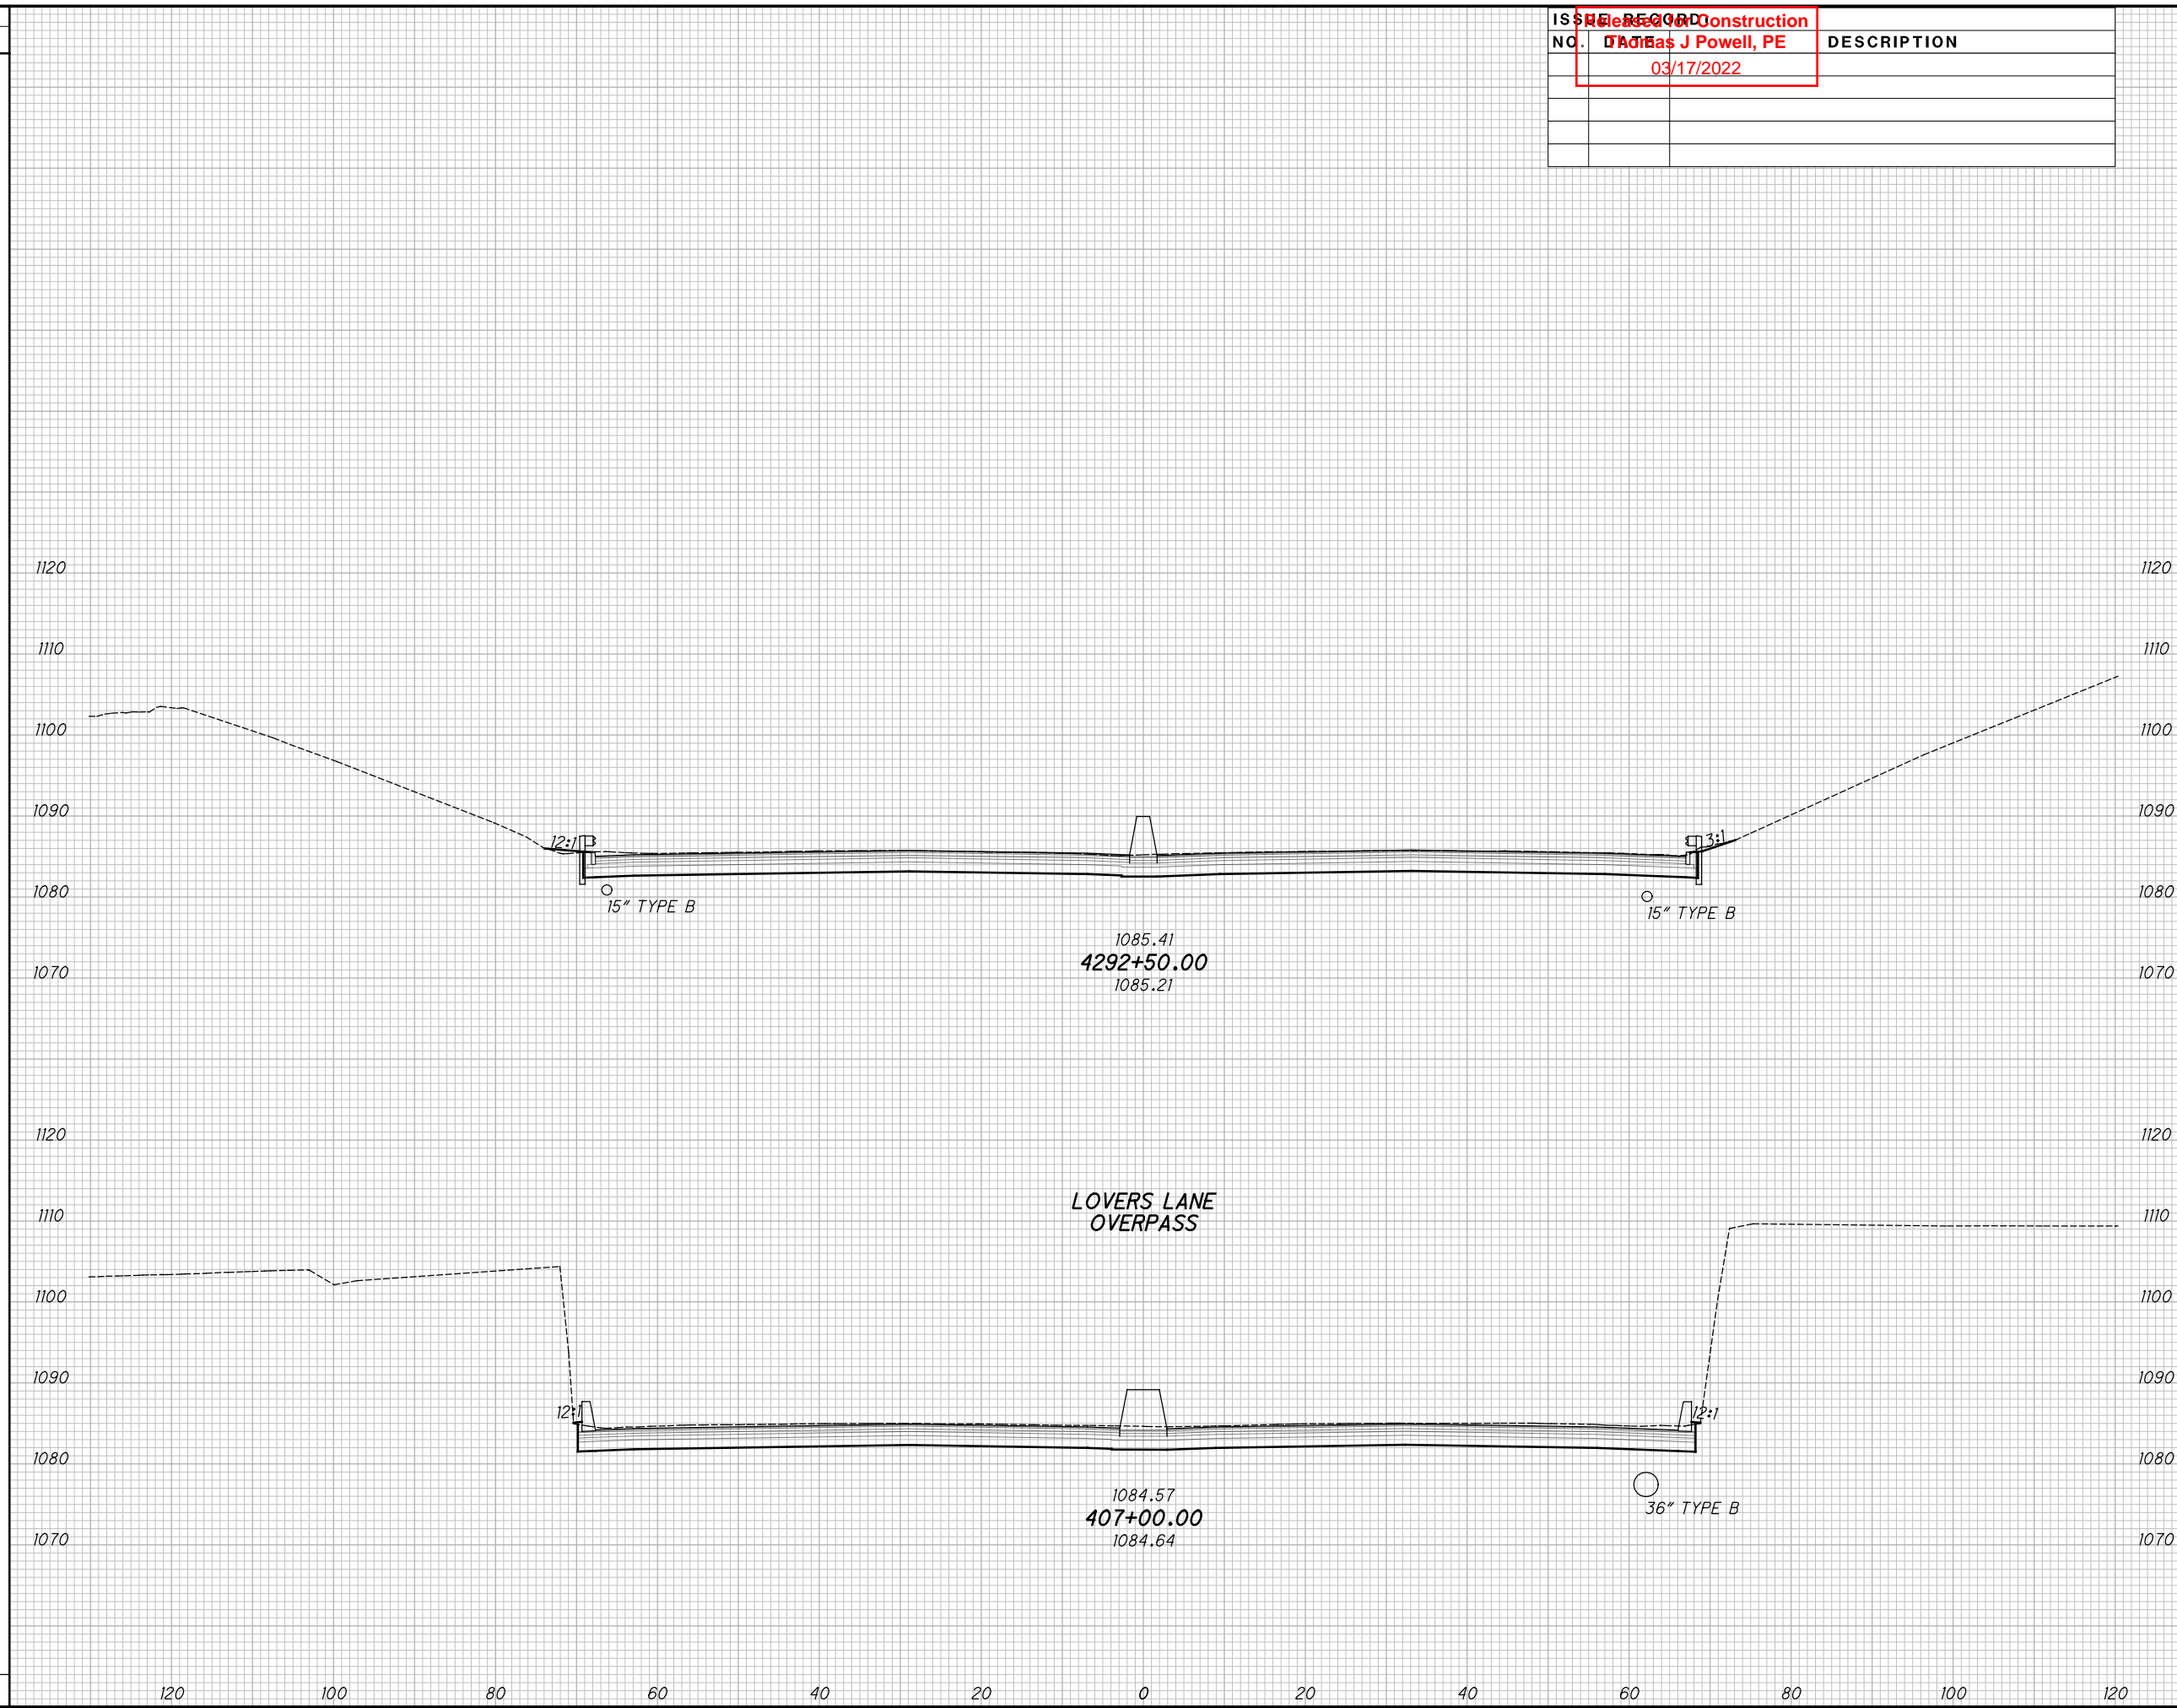 ISSUE RECORD:
Released for Construction
NO. DATE DESCRIPTION
Thomas J Powell, PE
03/17/2022
1120 1120
1110 1110
1100 1100
1090 1090
12:1 3:1
1080 1080
15" TYPE B 15" TYPE B
1085.41
4292+50.00
1070 1070
1085.21
1120 1120
LOVERS LANE
1110 1110
OVERPASS
1100 1100
1090 1090
12:1 12:1
1080 1080
1084.57
36" TYPE B
407+00.00
1070 1070
1084.64
120 100 80 60 40 20 0 20 40 60 80 100 120